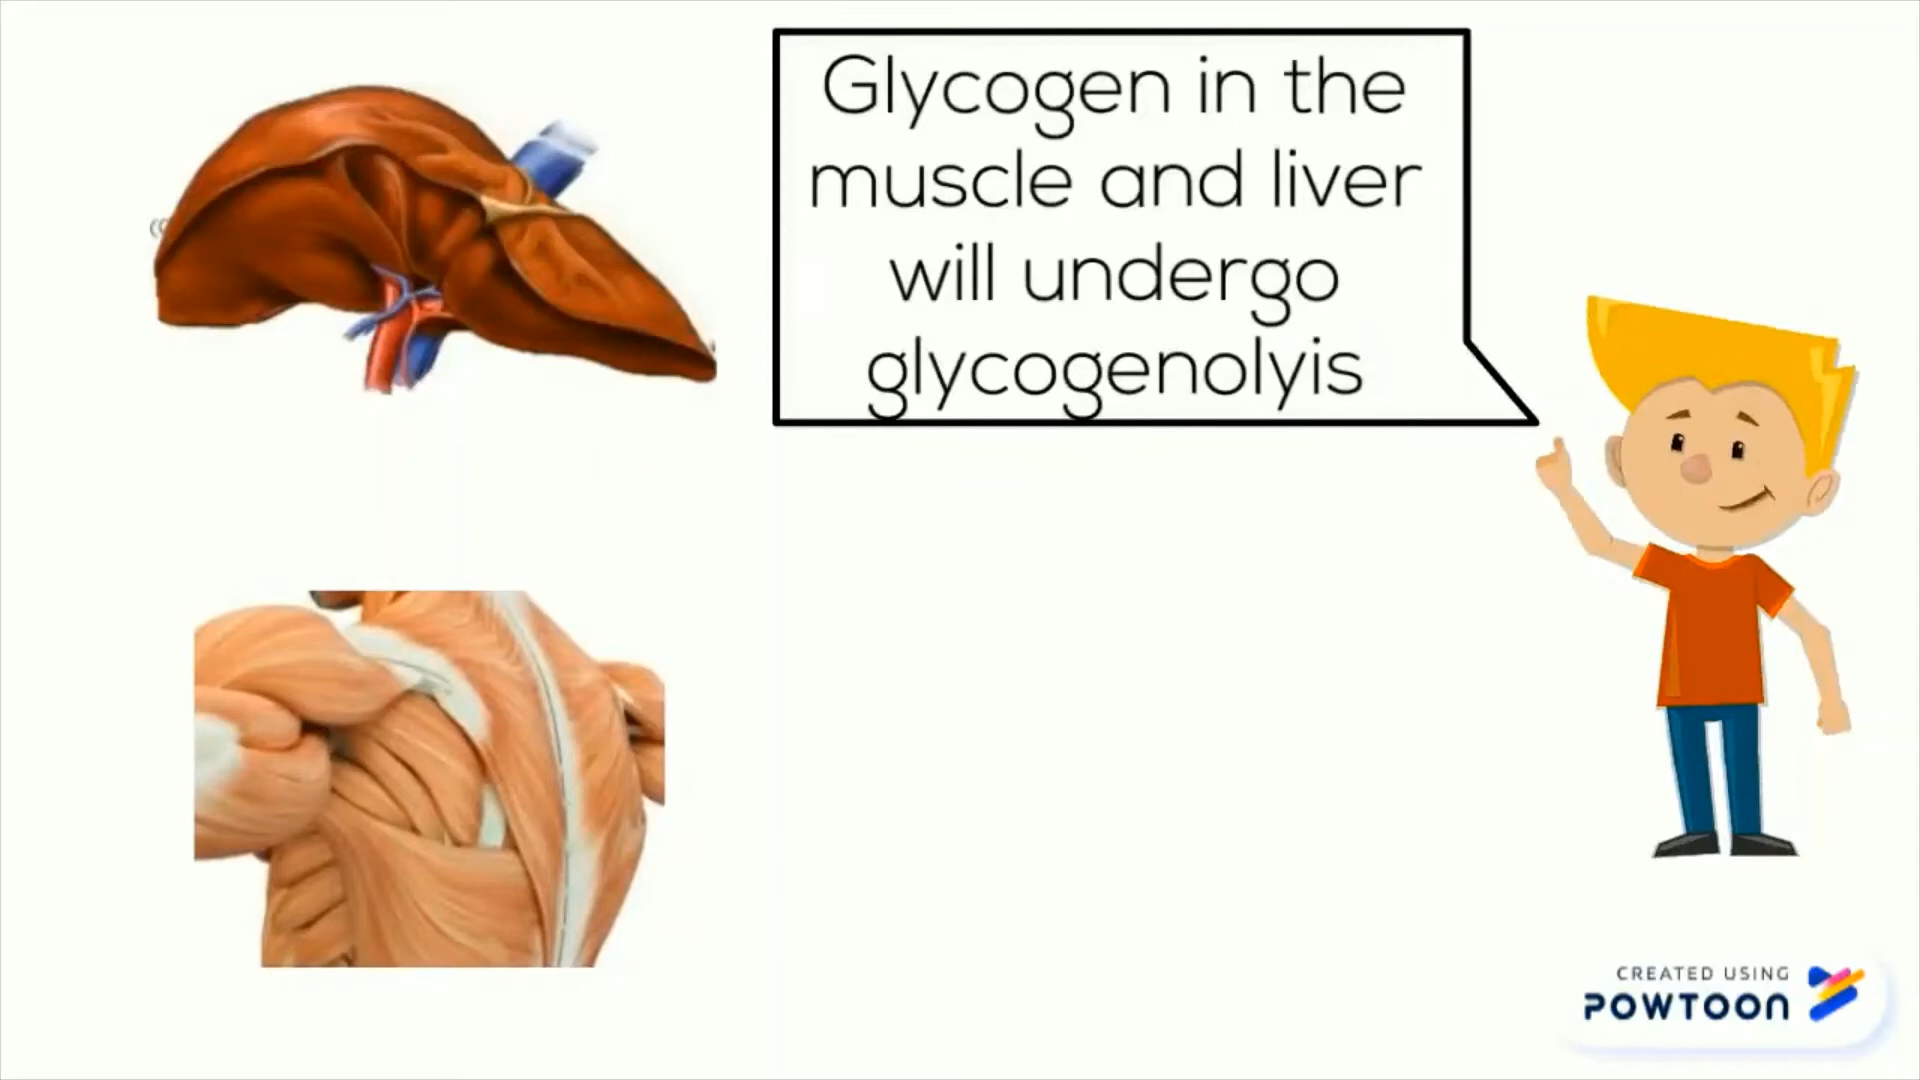 Glycogen in the
muscle and liver
will undergo
glycogenolyis
CREATED USING
POWTOON